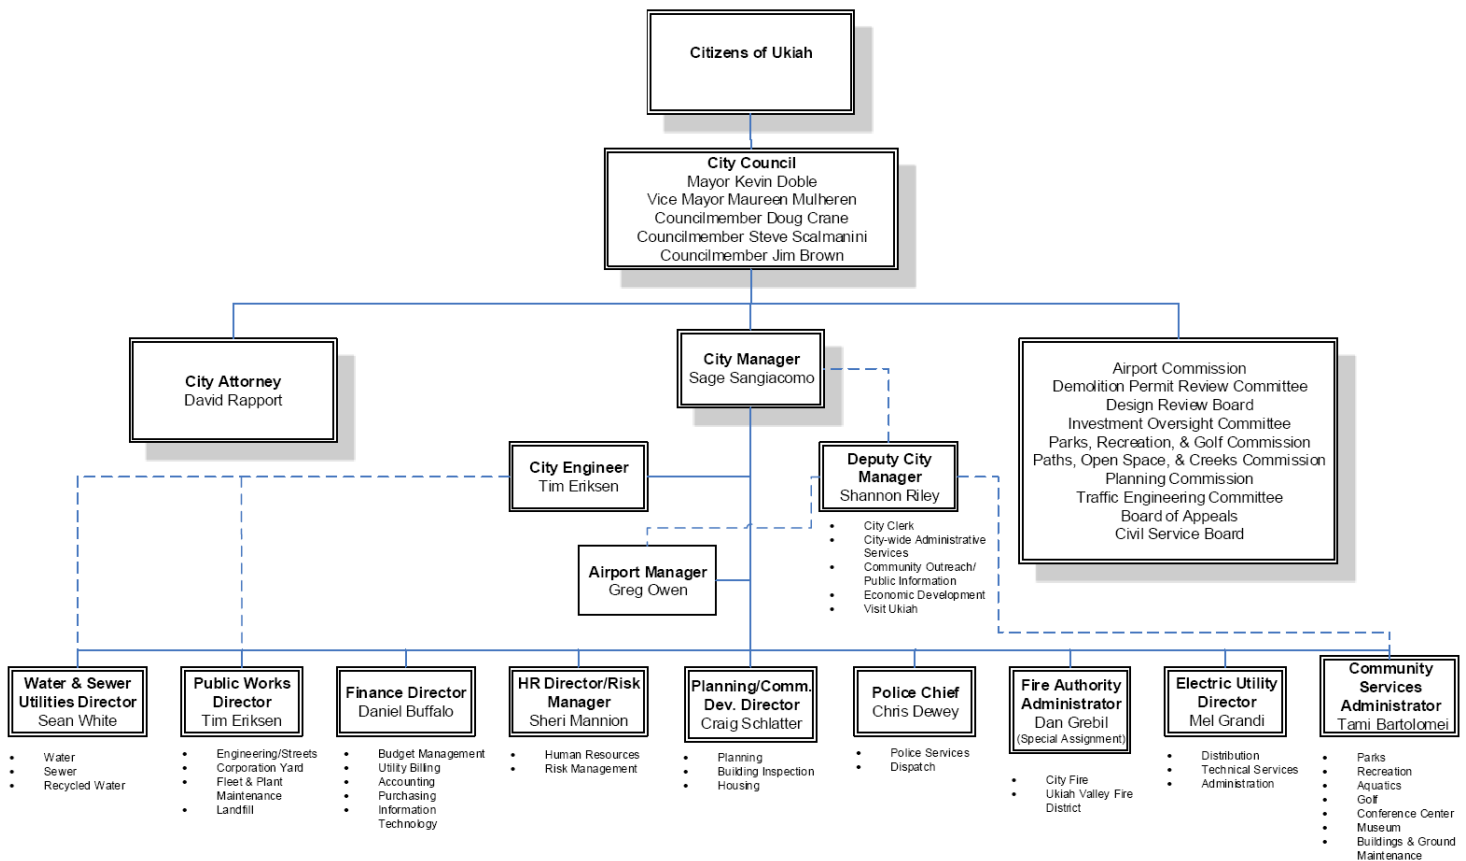 Citizens of Ukiah
City Council
Mayor Kevin Doble
Vice Mayor Maureen Mulheren
Councilmember Doug Crane
Councilmember Steve Scalmanini
Councilmember Jim Brown
City Attorney
David Rapport
City Manager
Sage Sangiacomo
Airport Commission
Demolition Permit Review Committee
Design Review Board
Investment Oversight Committee
Parks, Recreation, & Golf Commission
Paths, Open Space, & Creeks Commission
Planning Commission
Traffic Engineering Committee
Board of Appeals
Civil Service Board
City Engineer
Tim Eriksen
Deputy City
Manager
Shannon Riley
• City Clerk
• City-wide Administrative
Services
• Community Outreach/
Public Information
• Economic Development
• Visit Ukiah
Airport Manager
Greg Owen
Water & Sewer
Utilities Director
Sean White
• Water
• Sewer
• Recycled Water
Public Works
Director
Tim Eriksen
• Engineering/Streets
• Corporation Yard
• Fleet & Plant
Maintenance
• Landfill
Finance Director
Daniel Buffalo
• Budget Management
• Utility Billing
• Accounting
• Purchasing
• Information
Technology
HR Director/Risk
Manager
Sheri Mannion
• Human Resources
• Risk Management
Planning/Comm.
Dev. Director
Craig Schlatter
• Planning
• Building Inspection
• Housing
Police Chief
Chris Dewey
• Police Services
• Dispatch
Fire Authority
Administrator
Dan Grebil
(Special Assignment)
• City Fire
• Ukiah Valley Fire
District
Electric Utility
Director
Mel Grandi
• Distribution
• Technical Services
• Administration
Community
Services
Administrator
Tami Bartolomei
• Parks
• Recreation
• Aquatics
• Golf
• Conference Center
• Museum
• Buildings & Ground
Maintenance